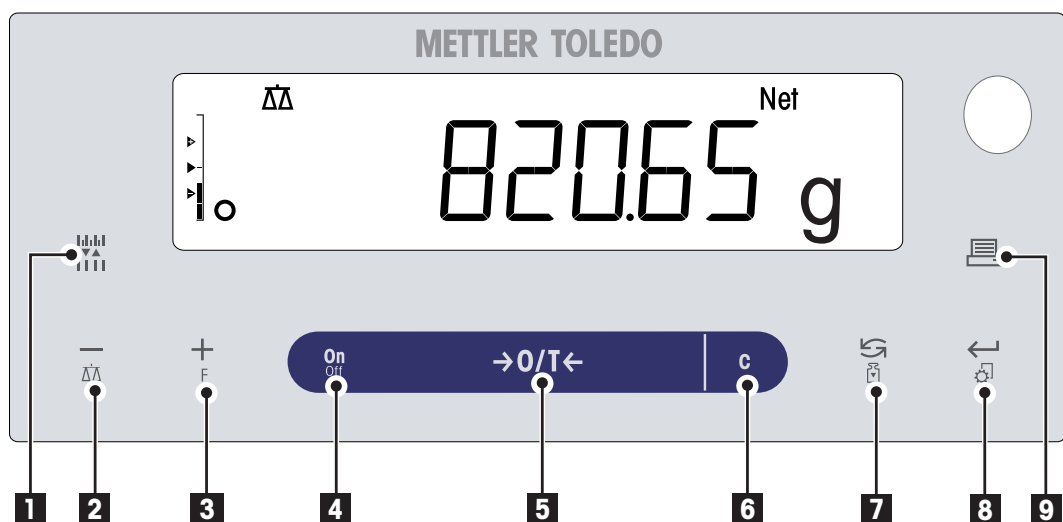 METTLER TOLEDO
Net
820.65 g
F
On
Off
→0/T←
C
1 2 3 4 5 6 7 8 9